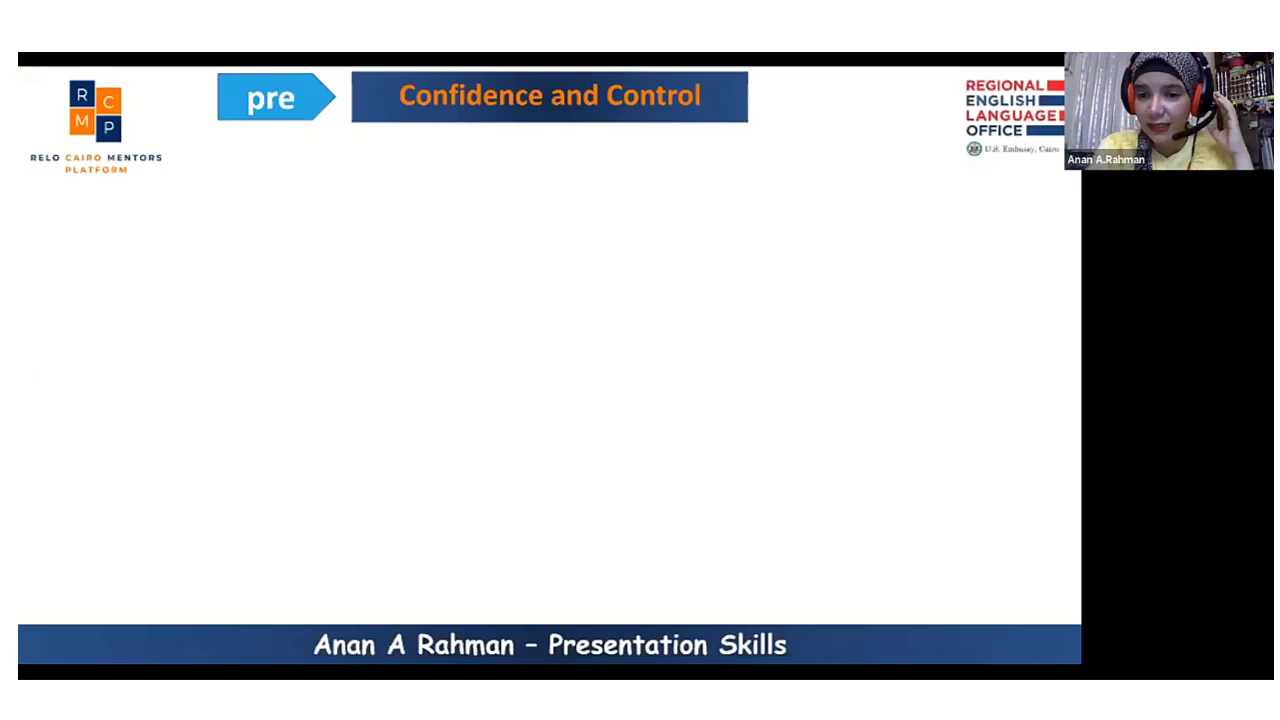 R
C
M
P
RELO CAIRO MENTORS
PLATFORM
pre
Confidence and Control
REGIONAL
ENGLISH
LANGUAGE
OFFICE
U.S. Embassy, Cairo
Anan A.Rahman
Anan A Rahman – Presentation Skills